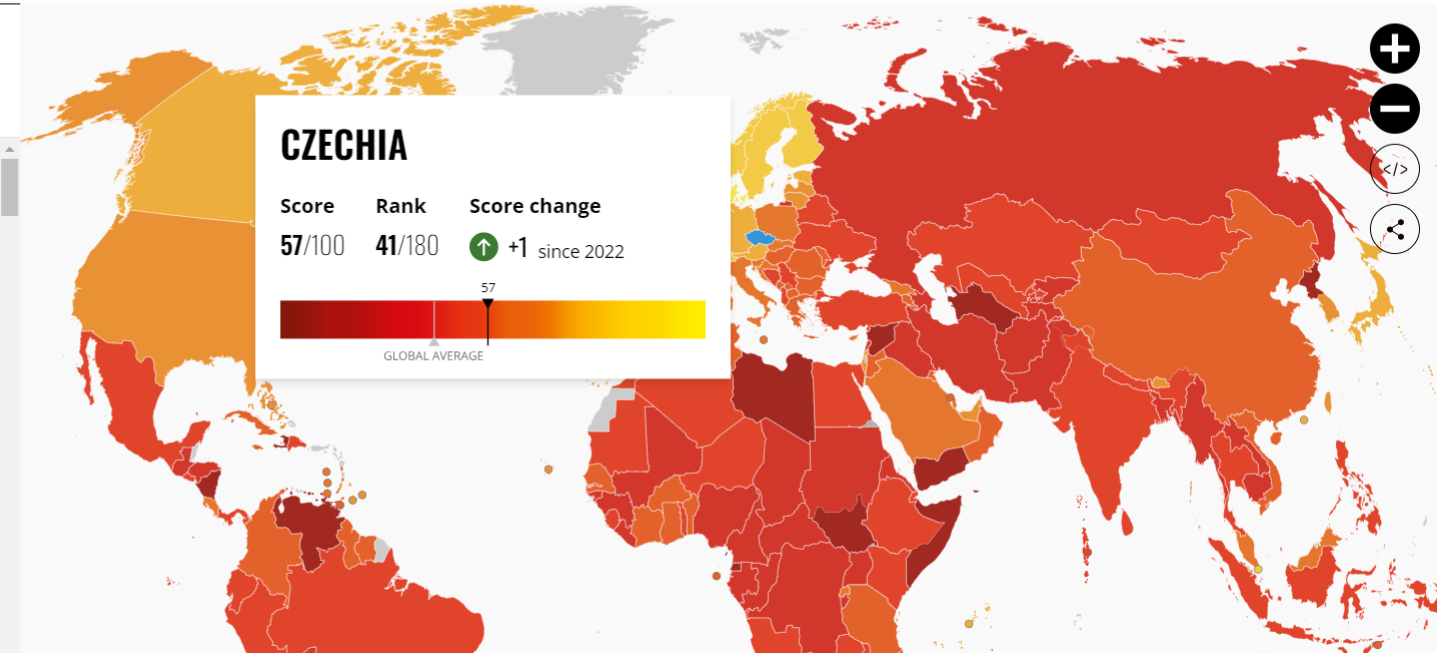 CZECHIA
Score Rank Score change
57/100 41/180 +1 since 2022
57
GLOBAL AVERAGE
</>